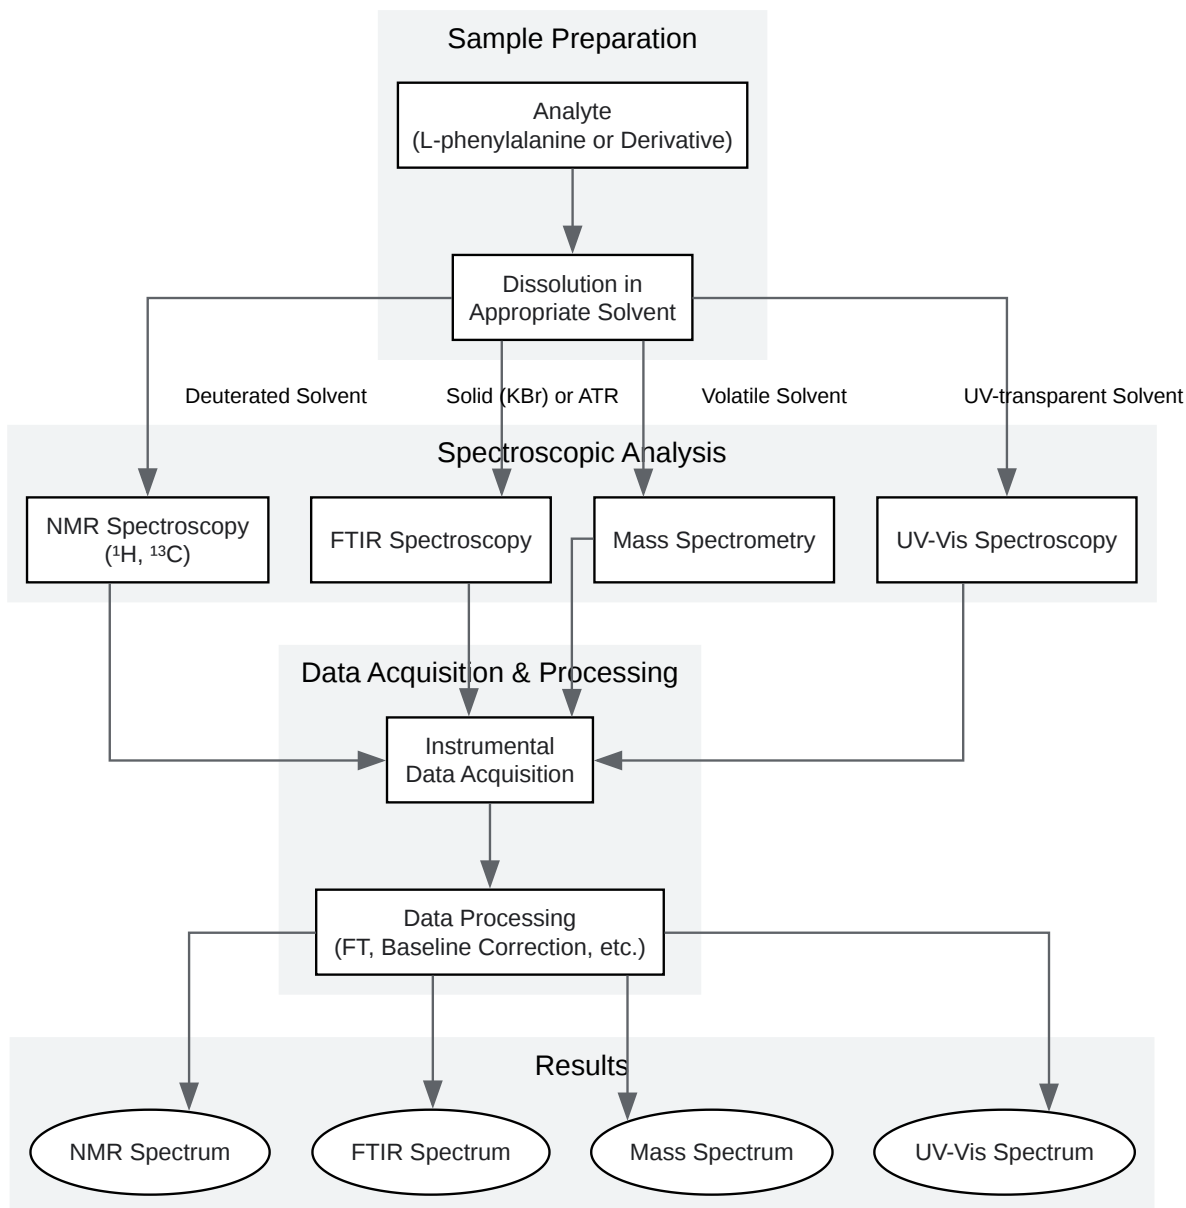 Sample Preparation
Analyte
(L-phenylalanine or Derivative)
Dissolution in
Appropriate Solvent
Deuterated Solvent
Solid (KBr) or ATR
Volatile Solvent
UV-transparent Solvent
Spectroscopic Analysis
NMR Spectroscopy
(¹H, ¹³C)
FTIR Spectroscopy
Mass Spectrometry
UV-Vis Spectroscopy
Data Acquisition & Processing
Instrumental
Data Acquisition
Data Processing
(FT, Baseline Correction, etc.)
Results
NMR Spectrum
FTIR Spectrum
Mass Spectrum
UV-Vis Spectrum